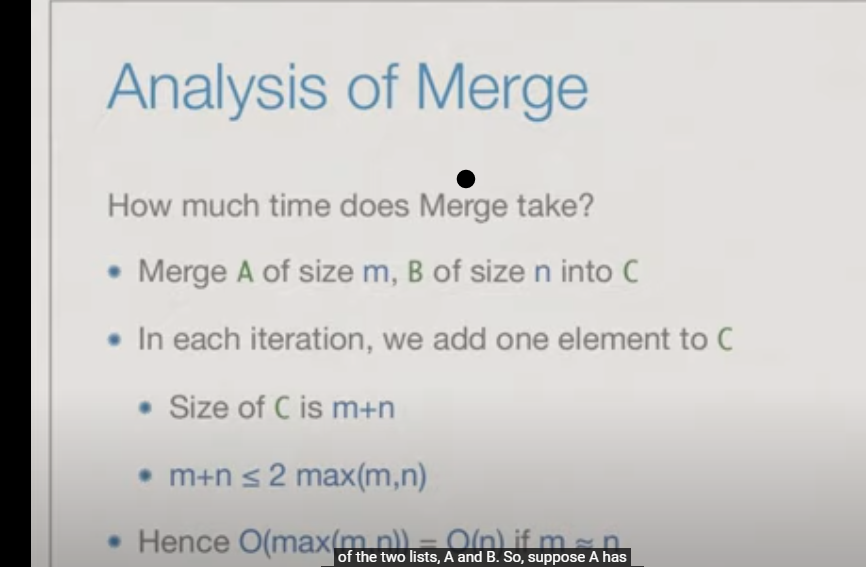 Analysis of Merge
How much time does Merge take?
Merge A of size m, B of size n into C
In each iteration, we add one element to C
Size of C is m+n
m+n ≤ 2 max(m,n)
Hence O(max(m,n)) = O(n) if m ≈ n
of the two lists, A and B. So, suppose A has